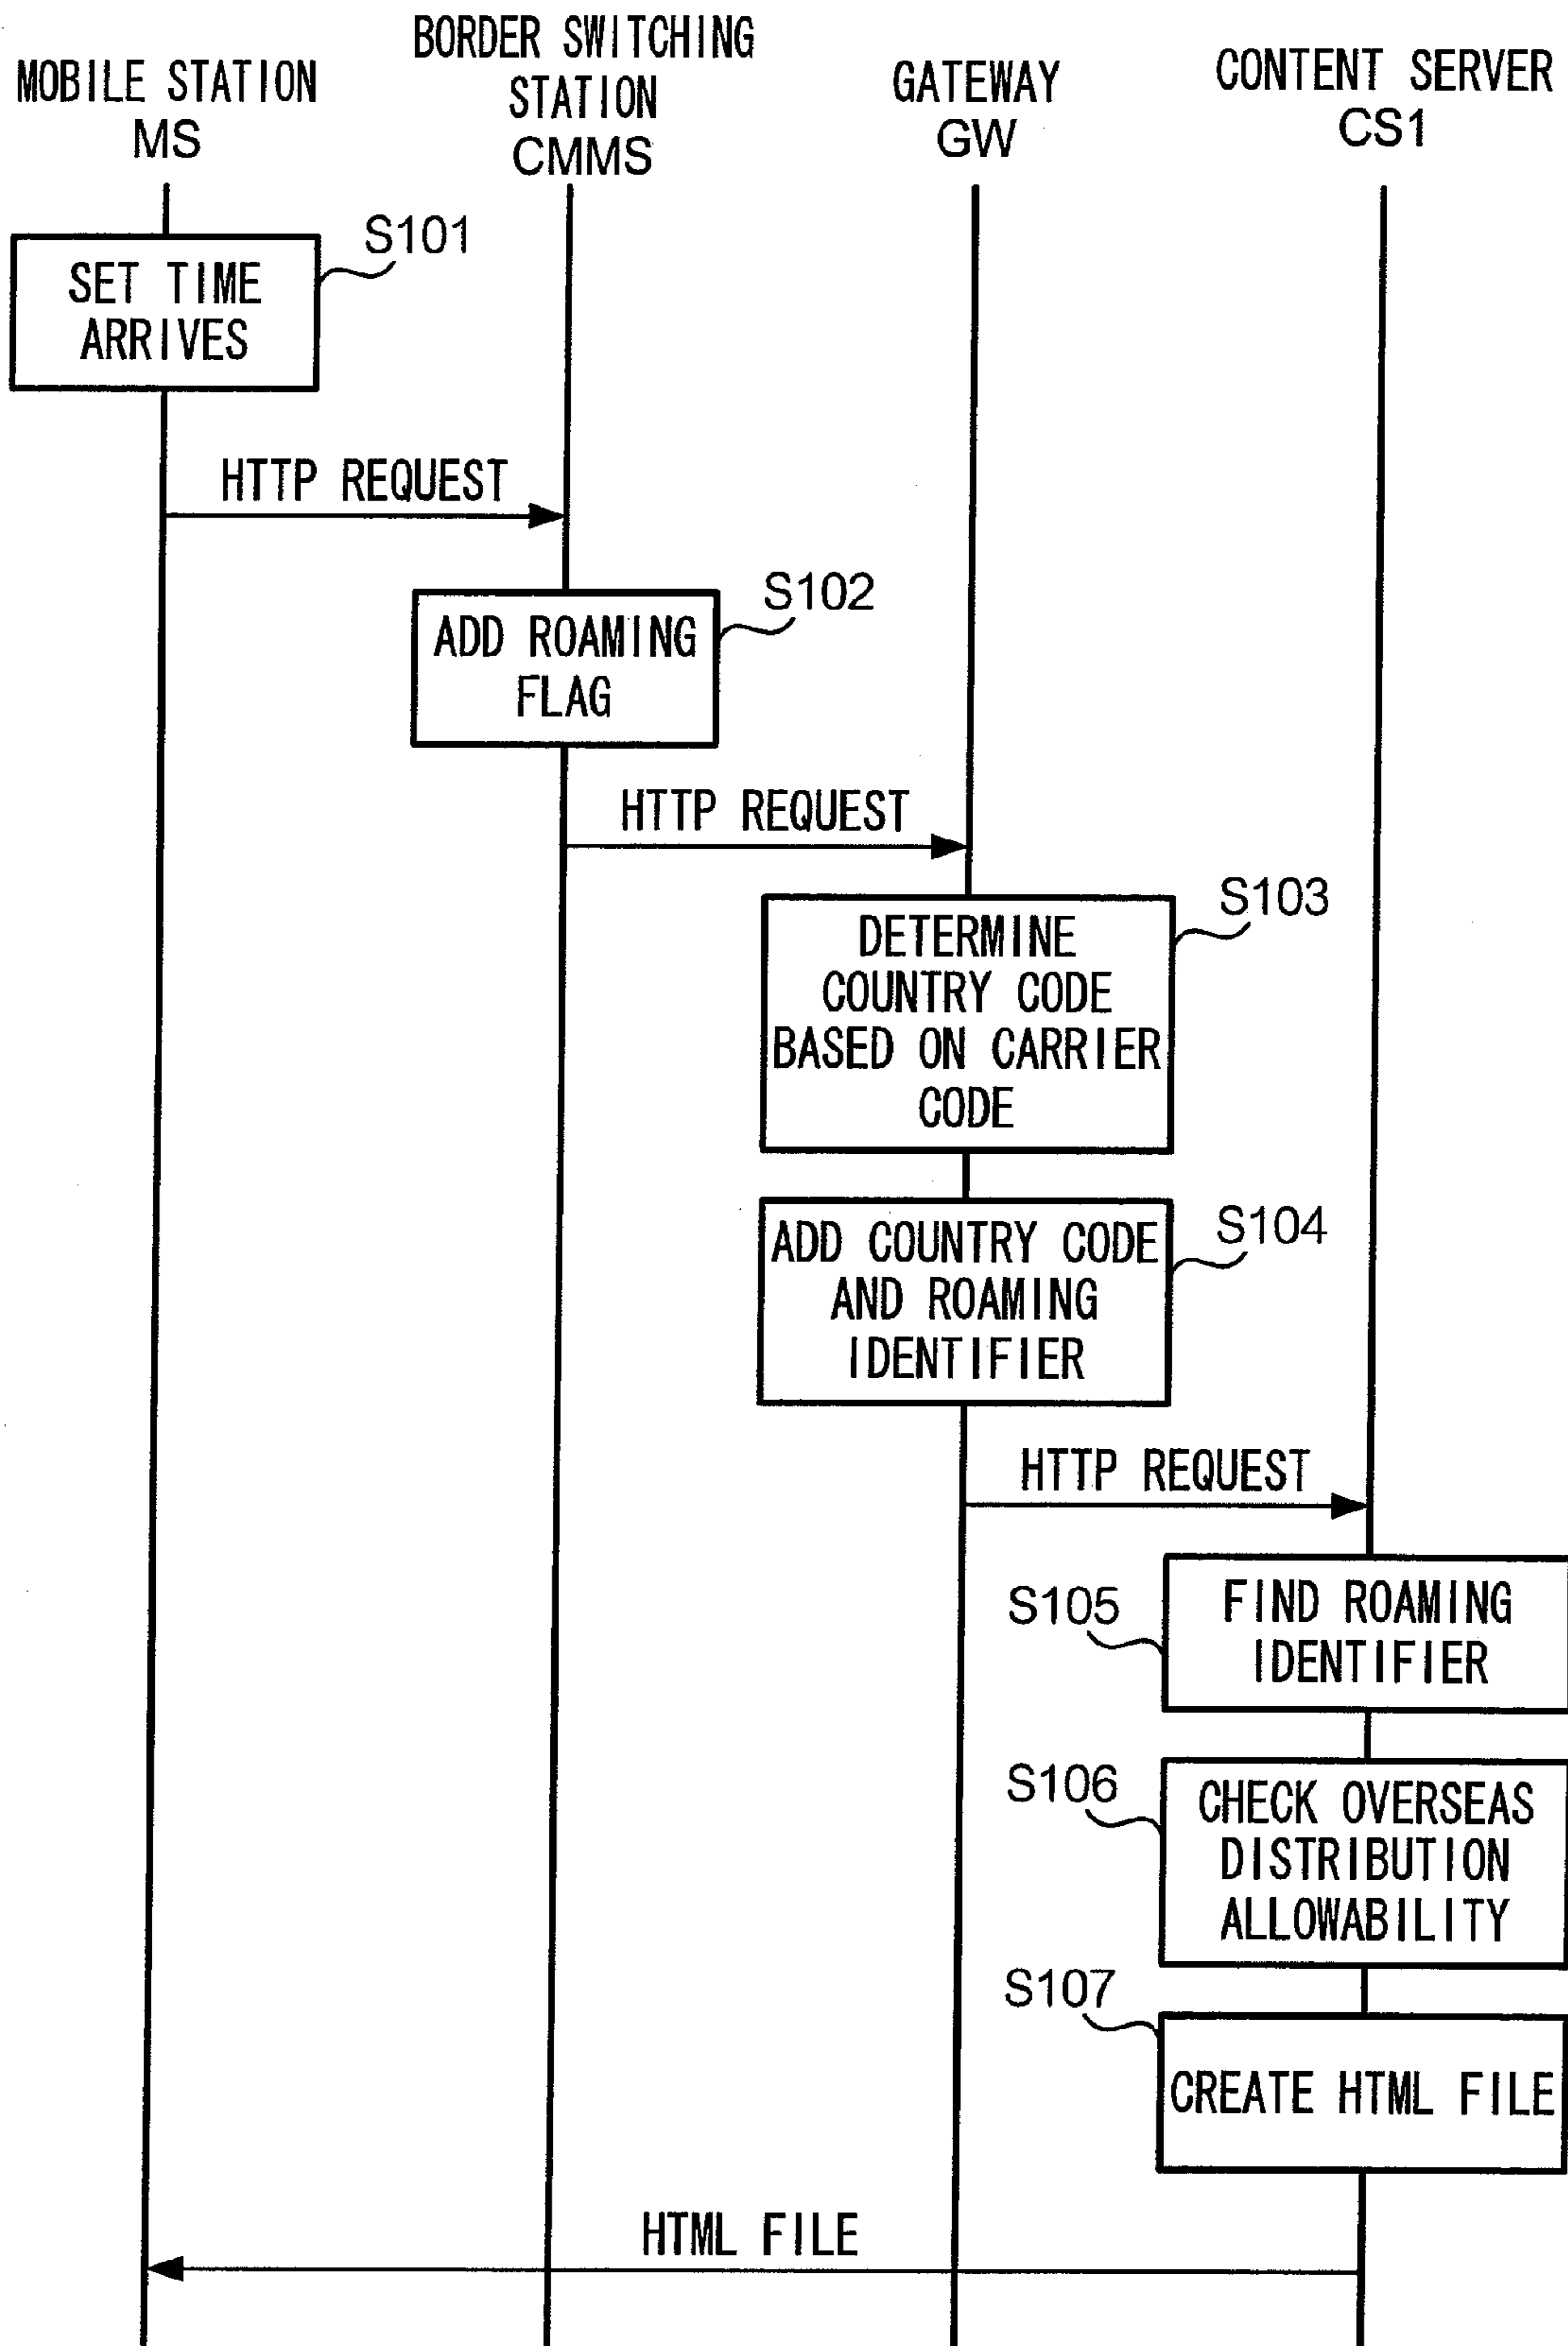 MOBILE STATION
MS
BORDER SWITCHING
STATION
CMMS
GATEWAY
GW
CONTENT SERVER
CS1
S101
SET TIME
ARRIVES
HTTP REQUEST
S102
ADD ROAMING
FLAG
HTTP REQUEST
S103
DETERMINE
COUNTRY CODE
BASED ON CARRIER
CODE
S104
ADD COUNTRY CODE
AND ROAMING
IDENTIFIER
HTTP REQUEST
S105
FIND ROAMING
IDENTIFIER
S106
CHECK OVERSEAS
DISTRIBUTION
ALLOWABILITY
S107
CREATE HTML FILE
HTML FILE